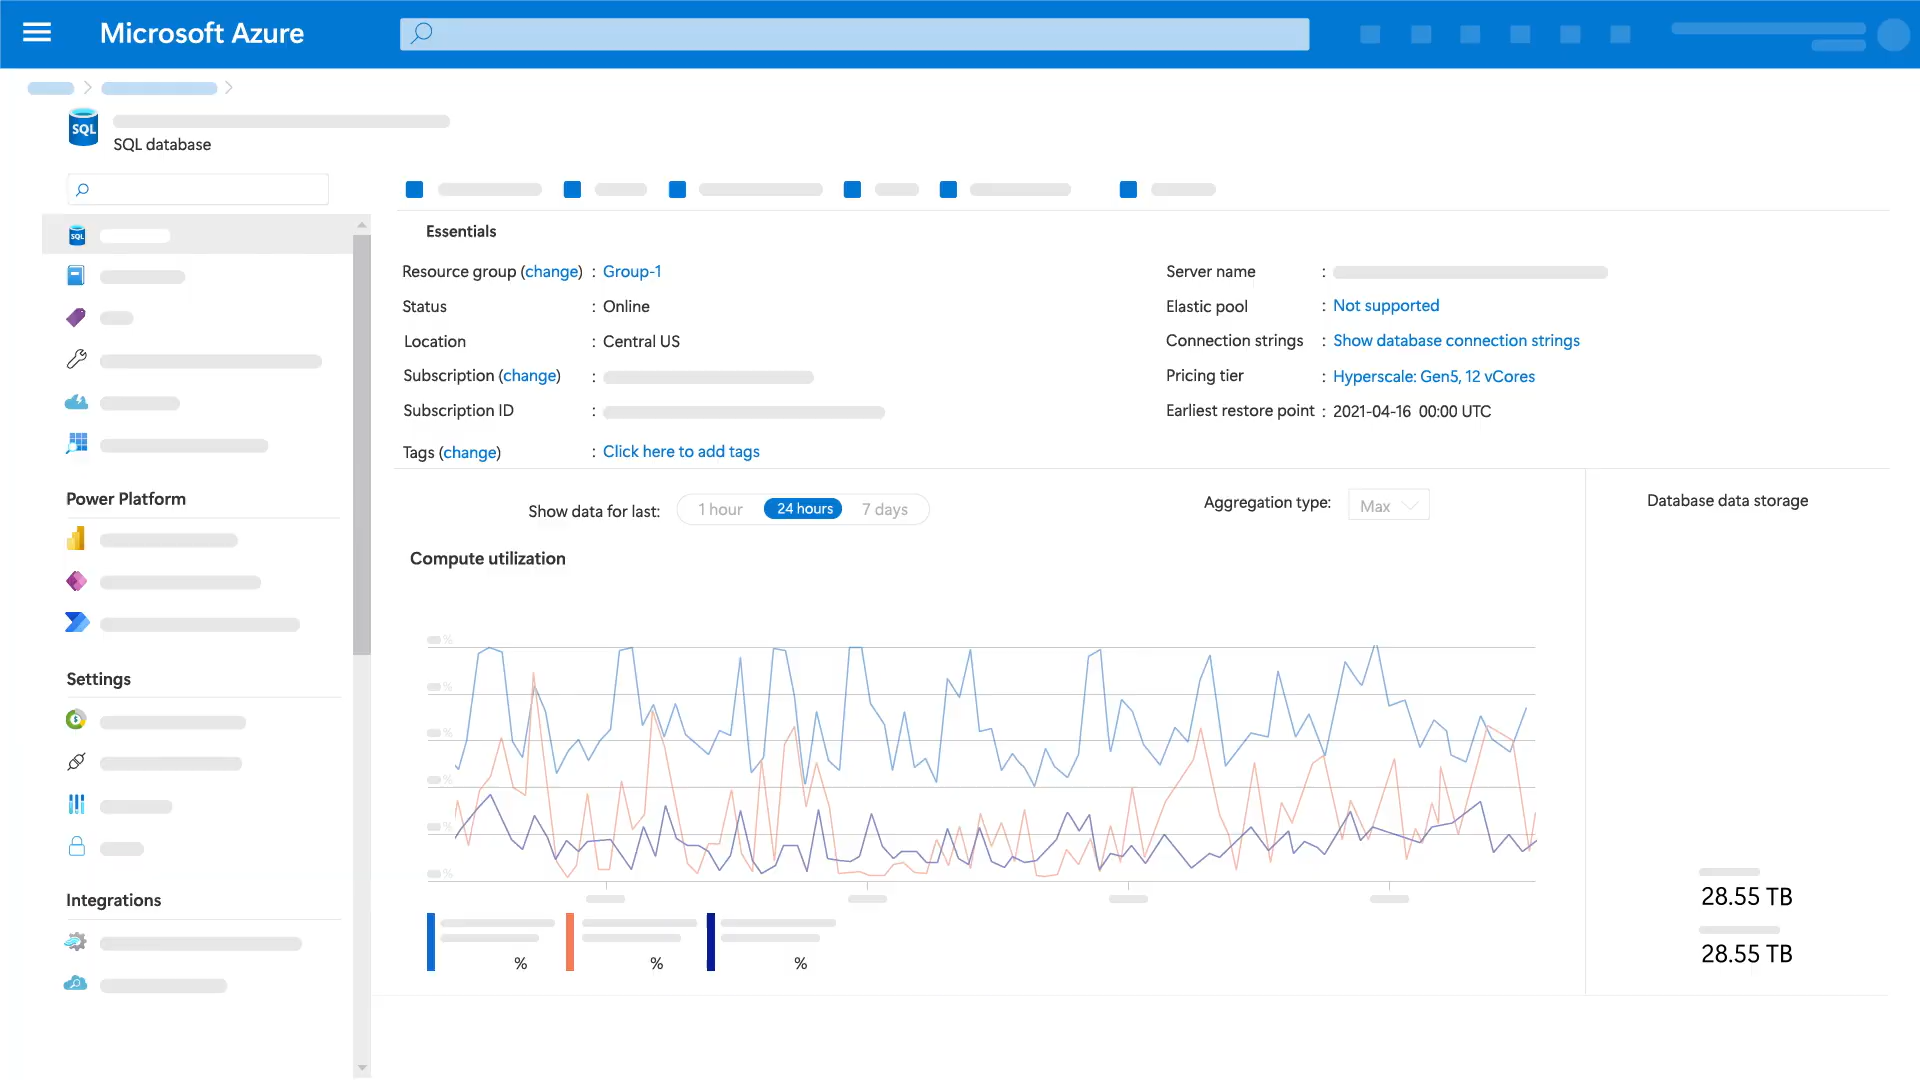 Microsoft Azure
SQL
SQL database
SQL
Power Platform
Settings
Integrations
Essentials
Resource group (change) : Group-1
Status : Online
Location : Central US
Subscription (change) :
Subscription ID :
Tags (change) : Click here to add tags
Server name :
Elastic pool : Not supported
Connection strings : Show database connection strings
Pricing tier : Hyperscale: Gen5, 12 vCores
Earliest restore point : 2021-04-16 00:00 UTC
Show data for last: 1 hour 24 hours 7 days
Aggregation type: Max
Compute utilization
%
%
%
%
%
%
% % %
Database data storage
28.55 TB
28.55 TB